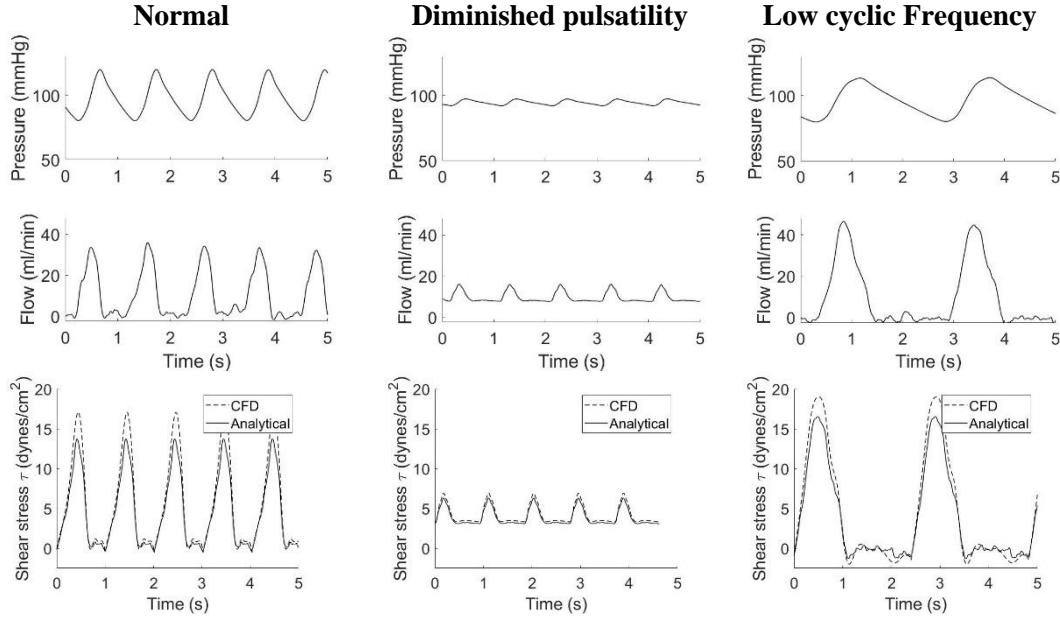 Normal
Diminished pulsatility
Low cyclic Frequency
Pressure (mmHg)
100
50
0 1 2 3 4 5
Pressure (mmHg)
100
50
0 1 2 3 4 5
Pressure (mmHg)
100
50
0 1 2 3 4 5
Flow (ml/min)
40
20
0
0 1 2 3 4 5
Time (s)
Flow (ml/min)
40
20
0
0 1 2 3 4 5
Time (s)
Flow (ml/min)
40
20
0
0 1 2 3 4 5
Time (s)
Shear stress τ (dynes/cm²)
20
15
10
5
0
CFD
Analytical
0 1 2 3 4 5
Time (s)
Shear stress τ (dynes/cm²)
20
15
10
5
0
CFD
Analytical
0 1 2 3 4 5
Time (s)
Shear stress τ (dynes/cm²)
20
15
10
5
0
CFD
Analytical
0 1 2 3 4 5
Time (s)